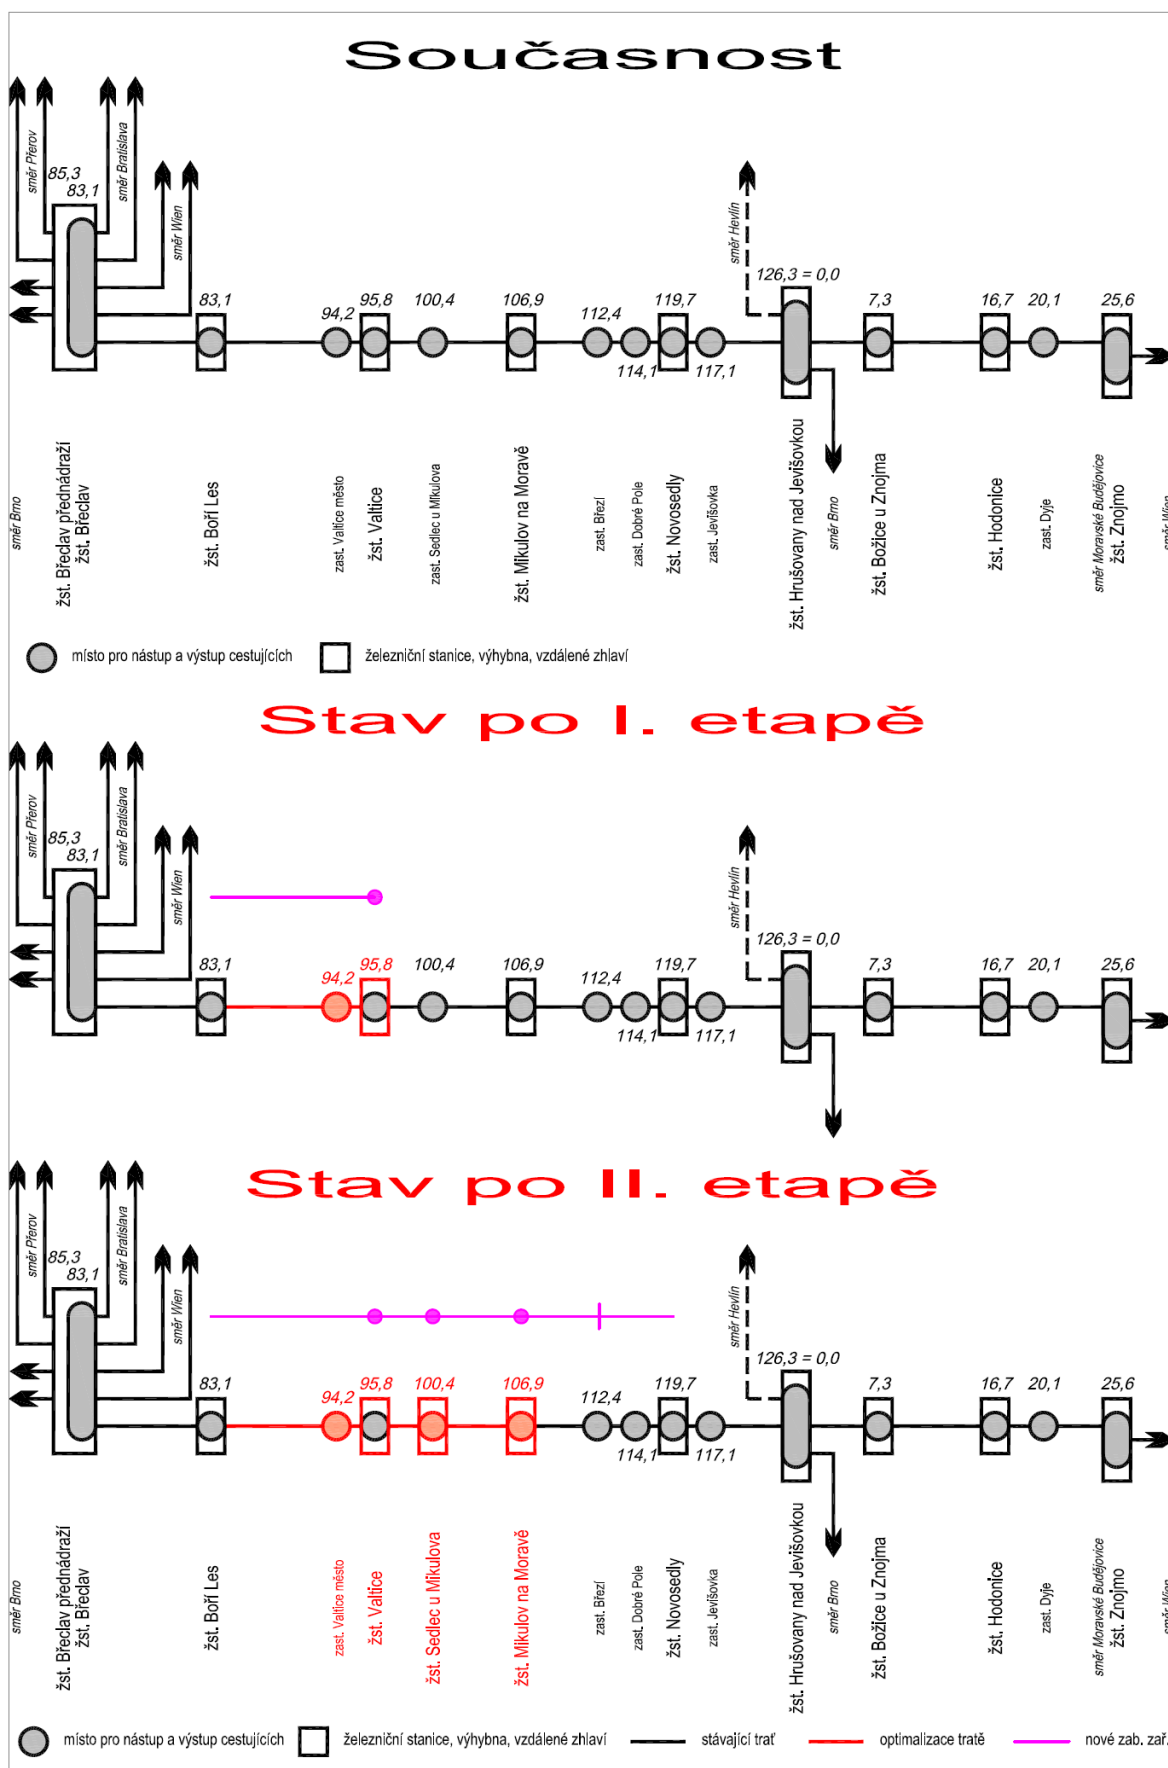 Současnost
směr Přerov
směr Bratislava
směr Wien
směr Hevlín
85,3
83,1
83,1
94,2
95,8
100,4
106,9
112,4
114,1
119,7
117,1
126,3 = 0,0
7,3
16,7
20,1
25,6
směr Brno
žst. Břeclav přednádraží
žst. Břeclav
žst. Boří Les
zast. Valtice město
žst. Valtice
zast. Sedlec u Mikulova
žst. Mikulov na Moravě
zast. Březí
zast. Dobré Pole
žst. Novosedly
zast. Jevišovka
žst. Hrušovany nad Jevišovkou
směr Brno
žst. Božice u Znojma
žst. Hodonice
zast. Dyje
směr Moravské Budějovice
žst. Znojmo
směr Wien
místo pro nástup a výstup cestujících
železniční stanice, výhybna, vzdálené zhlaví
Stav po I. etapě
směr Přerov
směr Bratislava
směr Wien
směr Hevlín
85,3
83,1
83,1
94,2
95,8
100,4
106,9
112,4
114,1
119,7
117,1
126,3 = 0,0
7,3
16,7
20,1
25,6
Stav po II. etapě
směr Přerov
směr Bratislava
směr Wien
směr Hevlín
85,3
83,1
83,1
94,2
95,8
100,4
106,9
112,4
114,1
119,7
117,1
126,3 = 0,0
7,3
16,7
20,1
25,6
směr Brno
žst. Břeclav přednádraží
žst. Břeclav
žst. Boří Les
zast. Valtice město
žst. Valtice
žst. Sedlec u Mikulova
žst. Mikulov na Moravě
zast. Březí
zast. Dobré Pole
žst. Novosedly
zast. Jevišovka
žst. Hrušovany nad Jevišovkou
směr Brno
žst. Božice u Znojma
žst. Hodonice
zast. Dyje
směr Moravské Budějovice
žst. Znojmo
směr Wien
místo pro nástup a výstup cestujících
železniční stanice, výhybna, vzdálené zhlaví
stávající trať
optimalizace tratě
nové zab. zař.